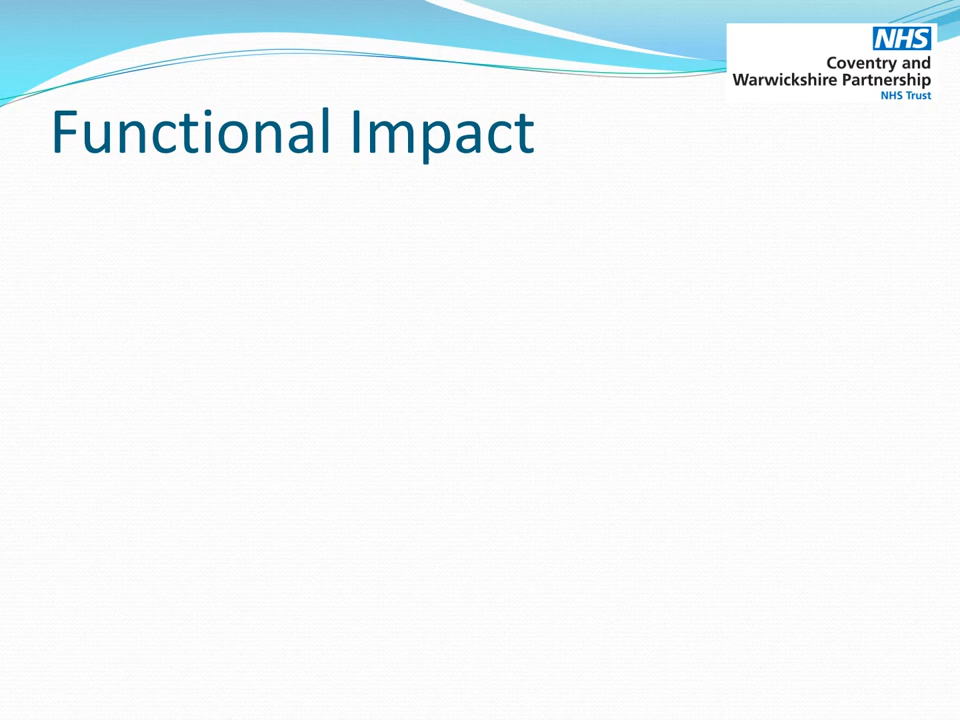 NHS
Coventry and
Warwickshire Partnership
NHS Trust
Functional Impact